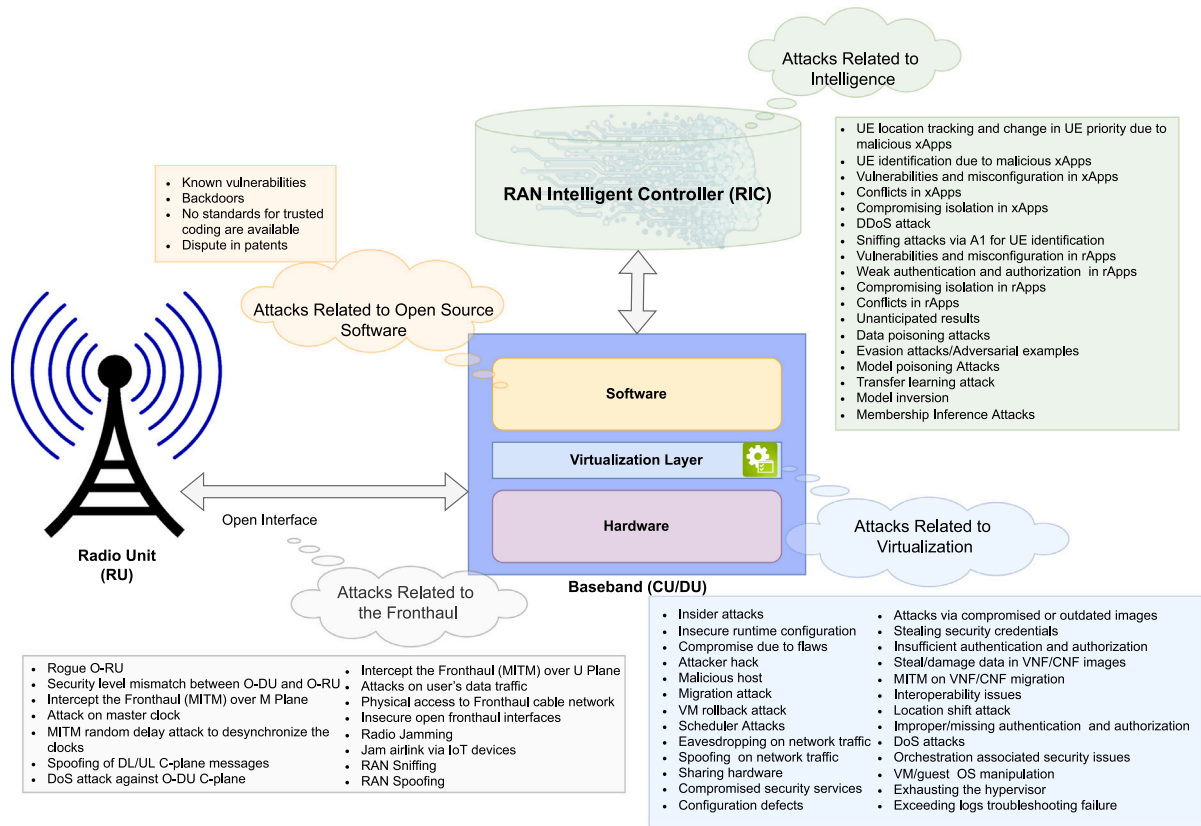 Attacks Related to
Intelligence
UE location tracking and change in UE priority due to
malicious xApps
UE identification due to malicious xApps
Vulnerabilities and misconfiguration in xApps
Conflicts in xApps
Compromising isolation in xApps
DDoS attack
Sniffing attacks via A1 for UE identification
Vulnerabilities and misconfiguration in rApps
Weak authentication and authorization in rApps
Compromising isolation in rApps
Conflicts in rApps
Unanticipated results
Data poisoning attacks
Evasion attacks/Adversarial examples
Model poisoning Attacks
Transfer learning attack
Model inversion
Membership Inference Attacks
RAN Intelligent Controller (RIC)
Known vulnerabilities
Backdoors
No standards for trusted
coding are available
Dispute in patents
Attacks Related to Open Source
Software
Software
Virtualization Layer
Hardware
Baseband (CU/DU)
Open Interface
Radio Unit
(RU)
Attacks Related to
the Fronthaul
Attacks Related to
Virtualization
Rogue O-RU
Security level mismatch between O-DU and O-RU
Intercept the Fronthaul (MITM) over M Plane
Attack on master clock
MITM random delay attack to desynchronize the
clocks
Spoofing of DL/UL C-plane messages
DoS attack against O-DU C-plane
Intercept the Fronthaul (MITM) over U Plane
Attacks on user's data traffic
Physical access to Fronthaul cable network
Insecure open fronthaul interfaces
Radio Jamming
Jam airlink via IoT devices
RAN Sniffing
RAN Spoofing
Insider attacks
Insecure runtime configuration
Compromise due to flaws
Attacker hack
Malicious host
Migration attack
VM rollback attack
Scheduler Attacks
Eavesdropping on network traffic
Spoofing on network traffic
Sharing hardware
Compromised security services
Configuration defects
Attacks via compromised or outdated images
Stealing security credentials
Insufficient authentication and authorization
Steal/damage data in VNF/CNF images
MITM on VNF/CNF migration
Interoperability issues
Location shift attack
Improper/missing authentication and authorization
DoS attacks
Orchestration associated security issues
VM/guest OS manipulation
Exhausting the hypervisor
Exceeding logs troubleshooting failure